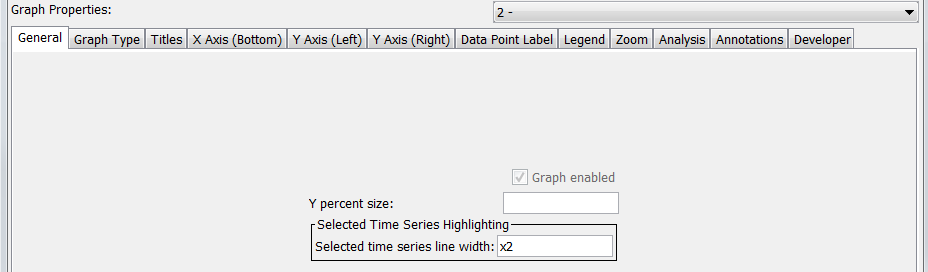 Graph Properties: 2 -
General Graph Type Titles X Axis (Bottom) Y Axis (Left) Y Axis (Right) Data Point Label Legend Zoom Analysis Annotations Developer
Graph enabled
Y percent size:
Selected Time Series Highlighting
Selected time series line width: x2